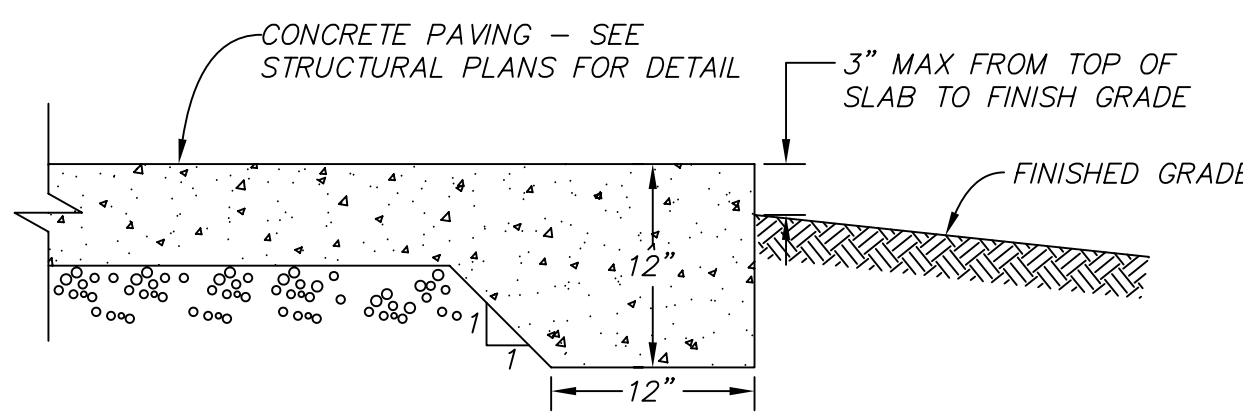 CONCRETE PAVING – SEE
STRUCTURAL PLANS FOR DETAIL
3" MAX FROM TOP OF
SLAB TO FINISH GRADE
FINISHED GRADE
12"
1
1
12"